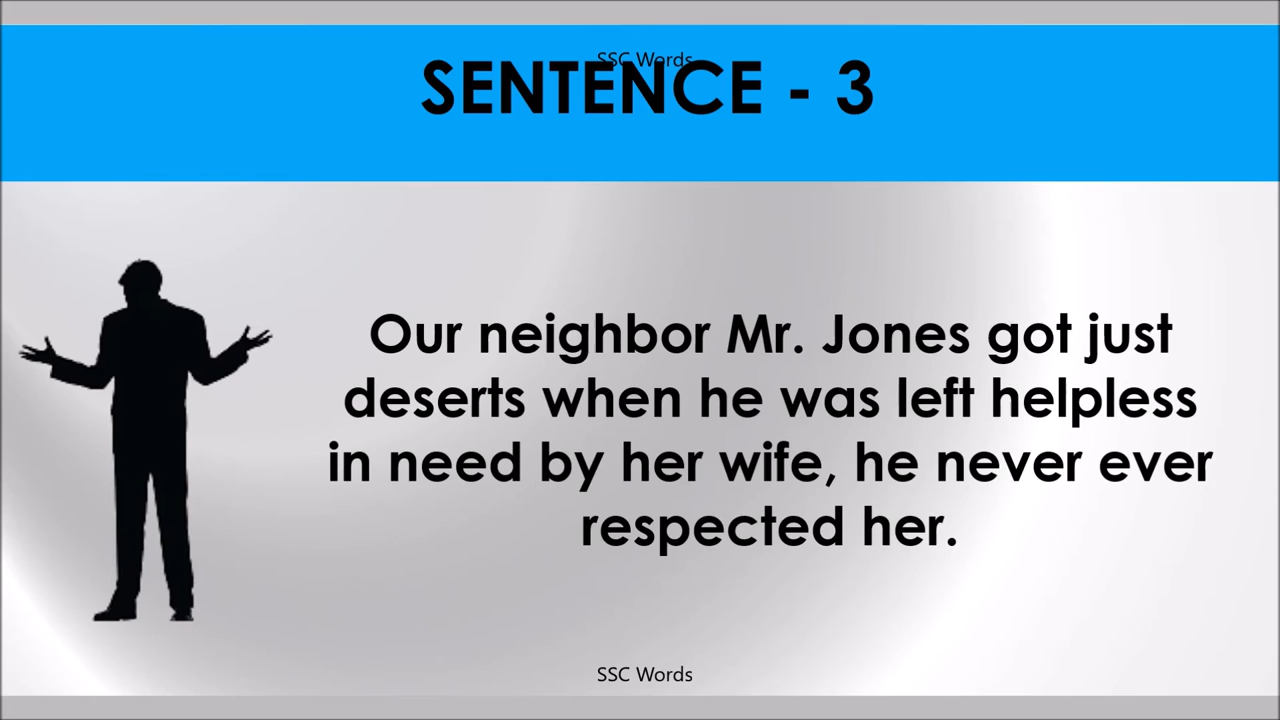 SSC Words
SENTENCE - 3
Our neighbor Mr. Jones got just
deserts when he was left helpless
in need by her wife, he never ever
respected her.
SSC Words